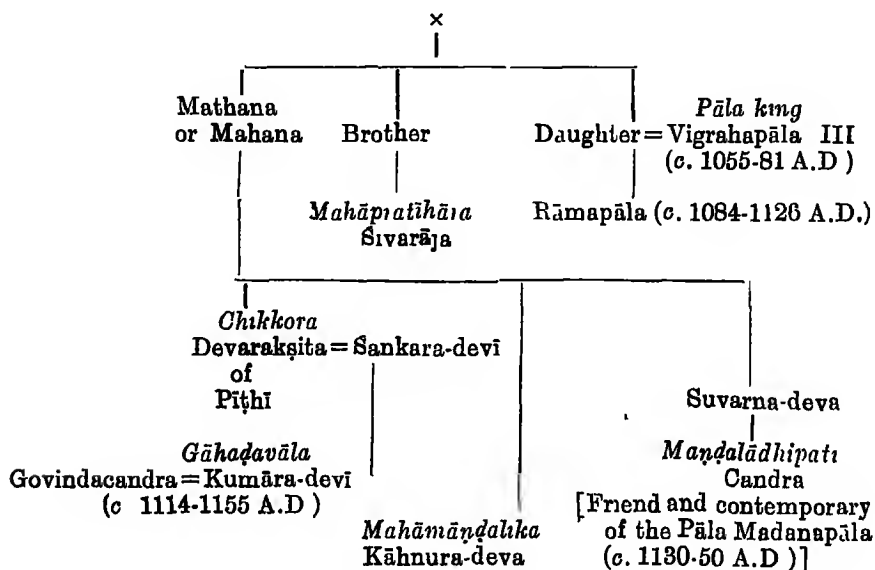 ×
Mathana
or Mahana
Brother
Pāla king
Daughter = Vigrahapāla III
(c. 1055-81 A.D )
Mahāpratīhāra
Śivarāja
Rāmapāla (c. 1084-1126 A.D.)
Chikkora
Devarakṣita = Śankara-devī
of
Pīṭhī
Suvarna-deva
Gāhaḍavāla
Govindacandra = Kumāra-devī
(c 1114-1155 A.D )
Mahāmāṇḍalika
Kāhnura-deva
Maṇḍalādhipati
Candra
[Friend and contemporary
of the Pāla Madanapāla
(c. 1130-50 A.D )]